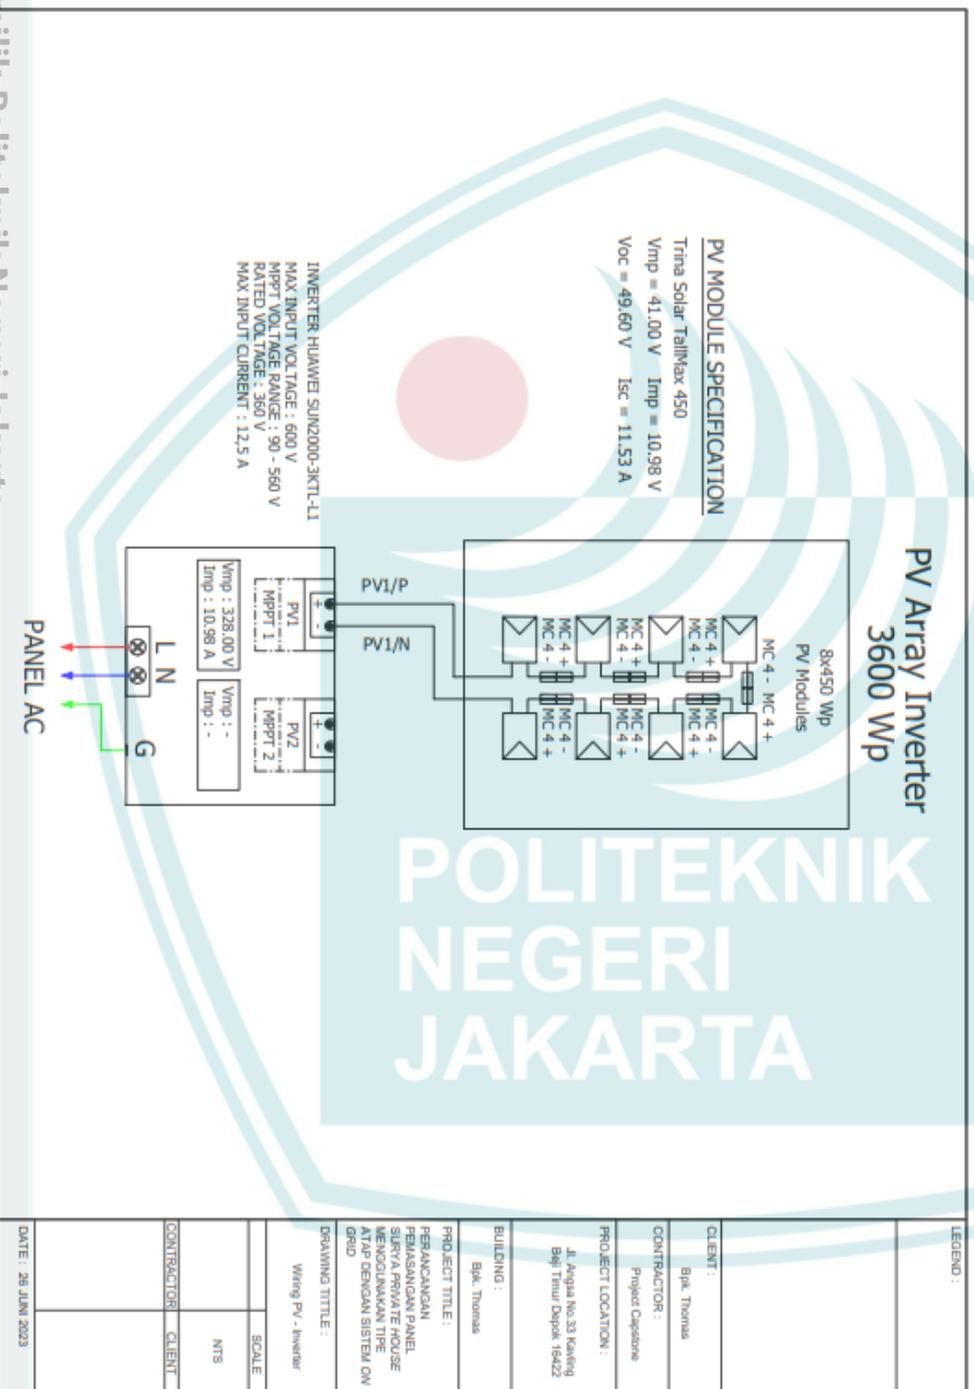 PV Array Inverter
3600 Wp
8x450 Wp
PV Modules
MC 4 - MC 4 +
MC 4 +
MC 4 -
MC 4 -
MC 4 +
MC 4 +
MC 4 -
MC 4 -
MC 4 +
MC 4 +
MC 4 -
MC 4 -
MC 4 +
PV MODULE SPECIFICATION
Trina Solar TallMax 450
Vmp = 41.00 V Imp = 10.98 V
Voc = 49.60 V Isc = 11.53 A
PV1/P
PV1/N
INVERTER HUAWEI SUN2000-3KTL-L1
MAX INPUT VOLTAGE : 600 V
MPPT VOLTAGE RANGE : 90 - 560 V
RATED VOLTAGE : 360 V
MAX INPUT CURRENT : 12,5 A
+ -
+ -
PV1
MPPT 1
PV2
MPPT 2
Vmp : 328.00 V
Imp : 10.98 A
Vmp : -
Imp : -
L N
G
PANEL AC
POLITEKNIK
NEGERI
JAKARTA
LEGEND :
CLIENT :
Bpk. Thomas
CONTRACTOR :
Project Capstone
PROJECT LOCATION :
Jl. Angsa No.33 Kavling
Beji Timur Depok 16422
BUILDING :
Bpk. Thomas
PROJECT TITLE :
PERANCANGAN
PEMASANGAN PANEL
SURYA PRIVATE HOUSE
MENGGUNAKAN TIPE
ATAP DENGAN SISTEM ON
GRID
DRAWING TITTLE :
Wiring PV - Inverter
SCALE
NTS
CONTRACTOR
CLIENT
DATE : 26 JUNI 2023